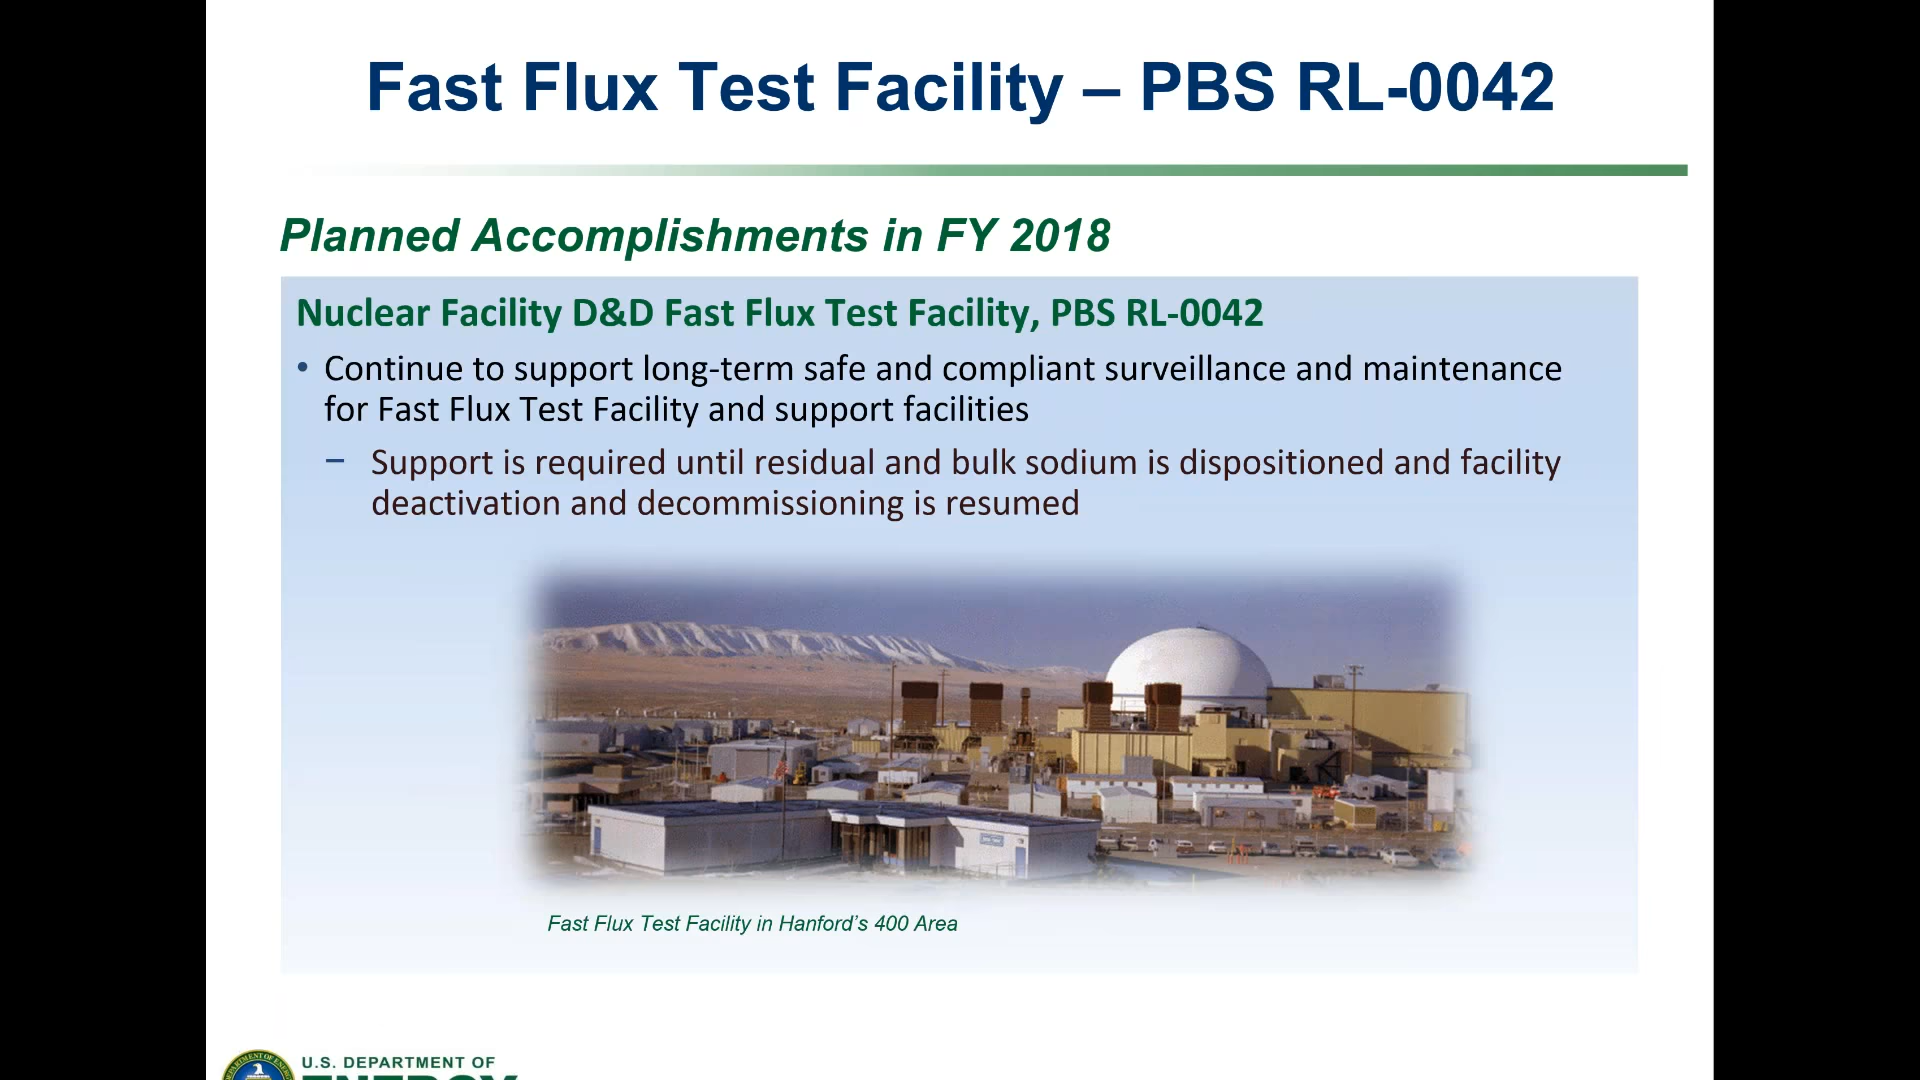 Fast Flux Test Facility – PBS RL-0042
Planned Accomplishments in FY 2018
Nuclear Facility D&D Fast Flux Test Facility, PBS RL-0042
• Continue to support long-term safe and compliant surveillance and maintenance
for Fast Flux Test Facility and support facilities
– Support is required until residual and bulk sodium is dispositioned and facility
deactivation and decommissioning is resumed
Fast Flux Test Facility in Hanford’s 400 Area
U.S. DEPARTMENT OF
ENERGY